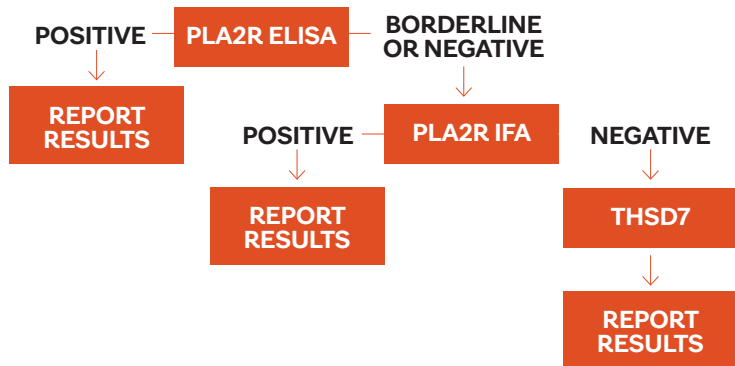 POSITIVE
PLA2R ELISA
BORDERLINE
OR NEGATIVE
REPORT
RESULTS
POSITIVE
PLA2R IFA
NEGATIVE
REPORT
RESULTS
THSD7
REPORT
RESULTS